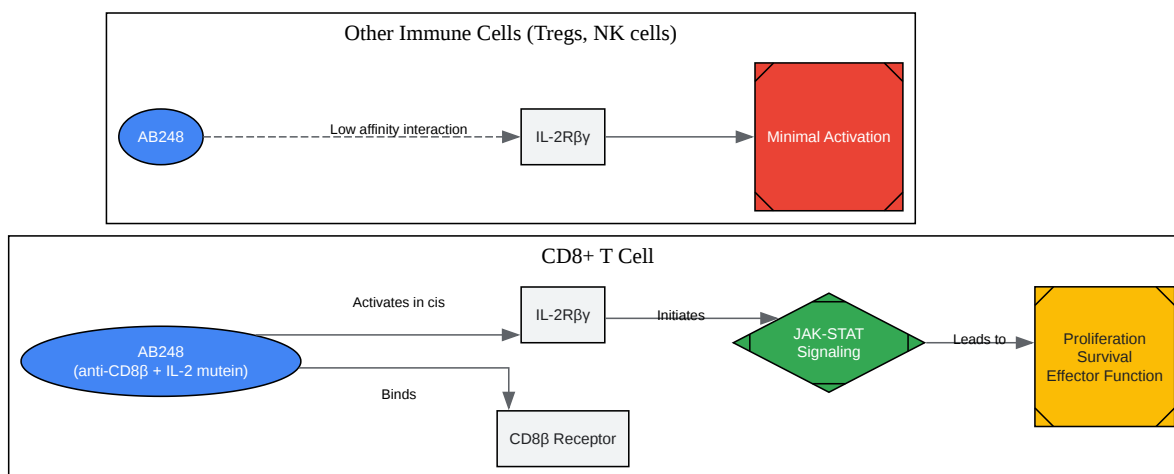 Other Immune Cells (Tregs, NK cells)
AB248
Low affinity interaction
IL-2Rβγ
Minimal Activation
CD8+ T Cell
AB248
(anti-CD8β + IL-2 mutein)
Activates in cis
IL-2Rβγ
Initiates
JAK-STAT
Signaling
Leads to
Proliferation
Survival
Effector Function
Binds
CD8β Receptor